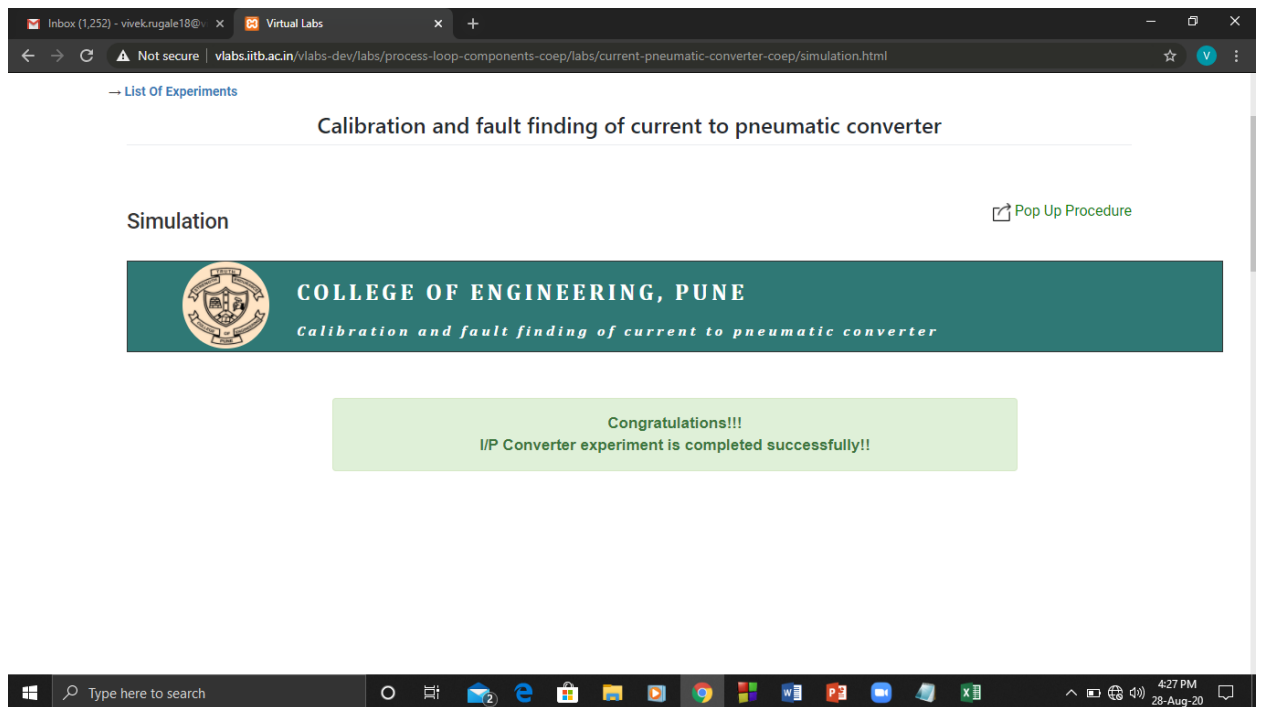 Inbox (1,252) - vivek.rugale18@v
Virtual Labs
Not secure | vlabs.iitb.ac.in/vlabs-dev/labs/process-loop-components-coep/labs/current-pneumatic-converter-coep/simulation.html
V
→ List Of Experiments
Calibration and fault finding of current to pneumatic converter
Simulation
Pop Up Procedure
COLLEGE OF ENGINEERING, PUNE
Calibration and fault finding of current to pneumatic converter
Congratulations!!!
I/P Converter experiment is completed successfully!!
Type here to search
2
4:27 PM
28-Aug-20